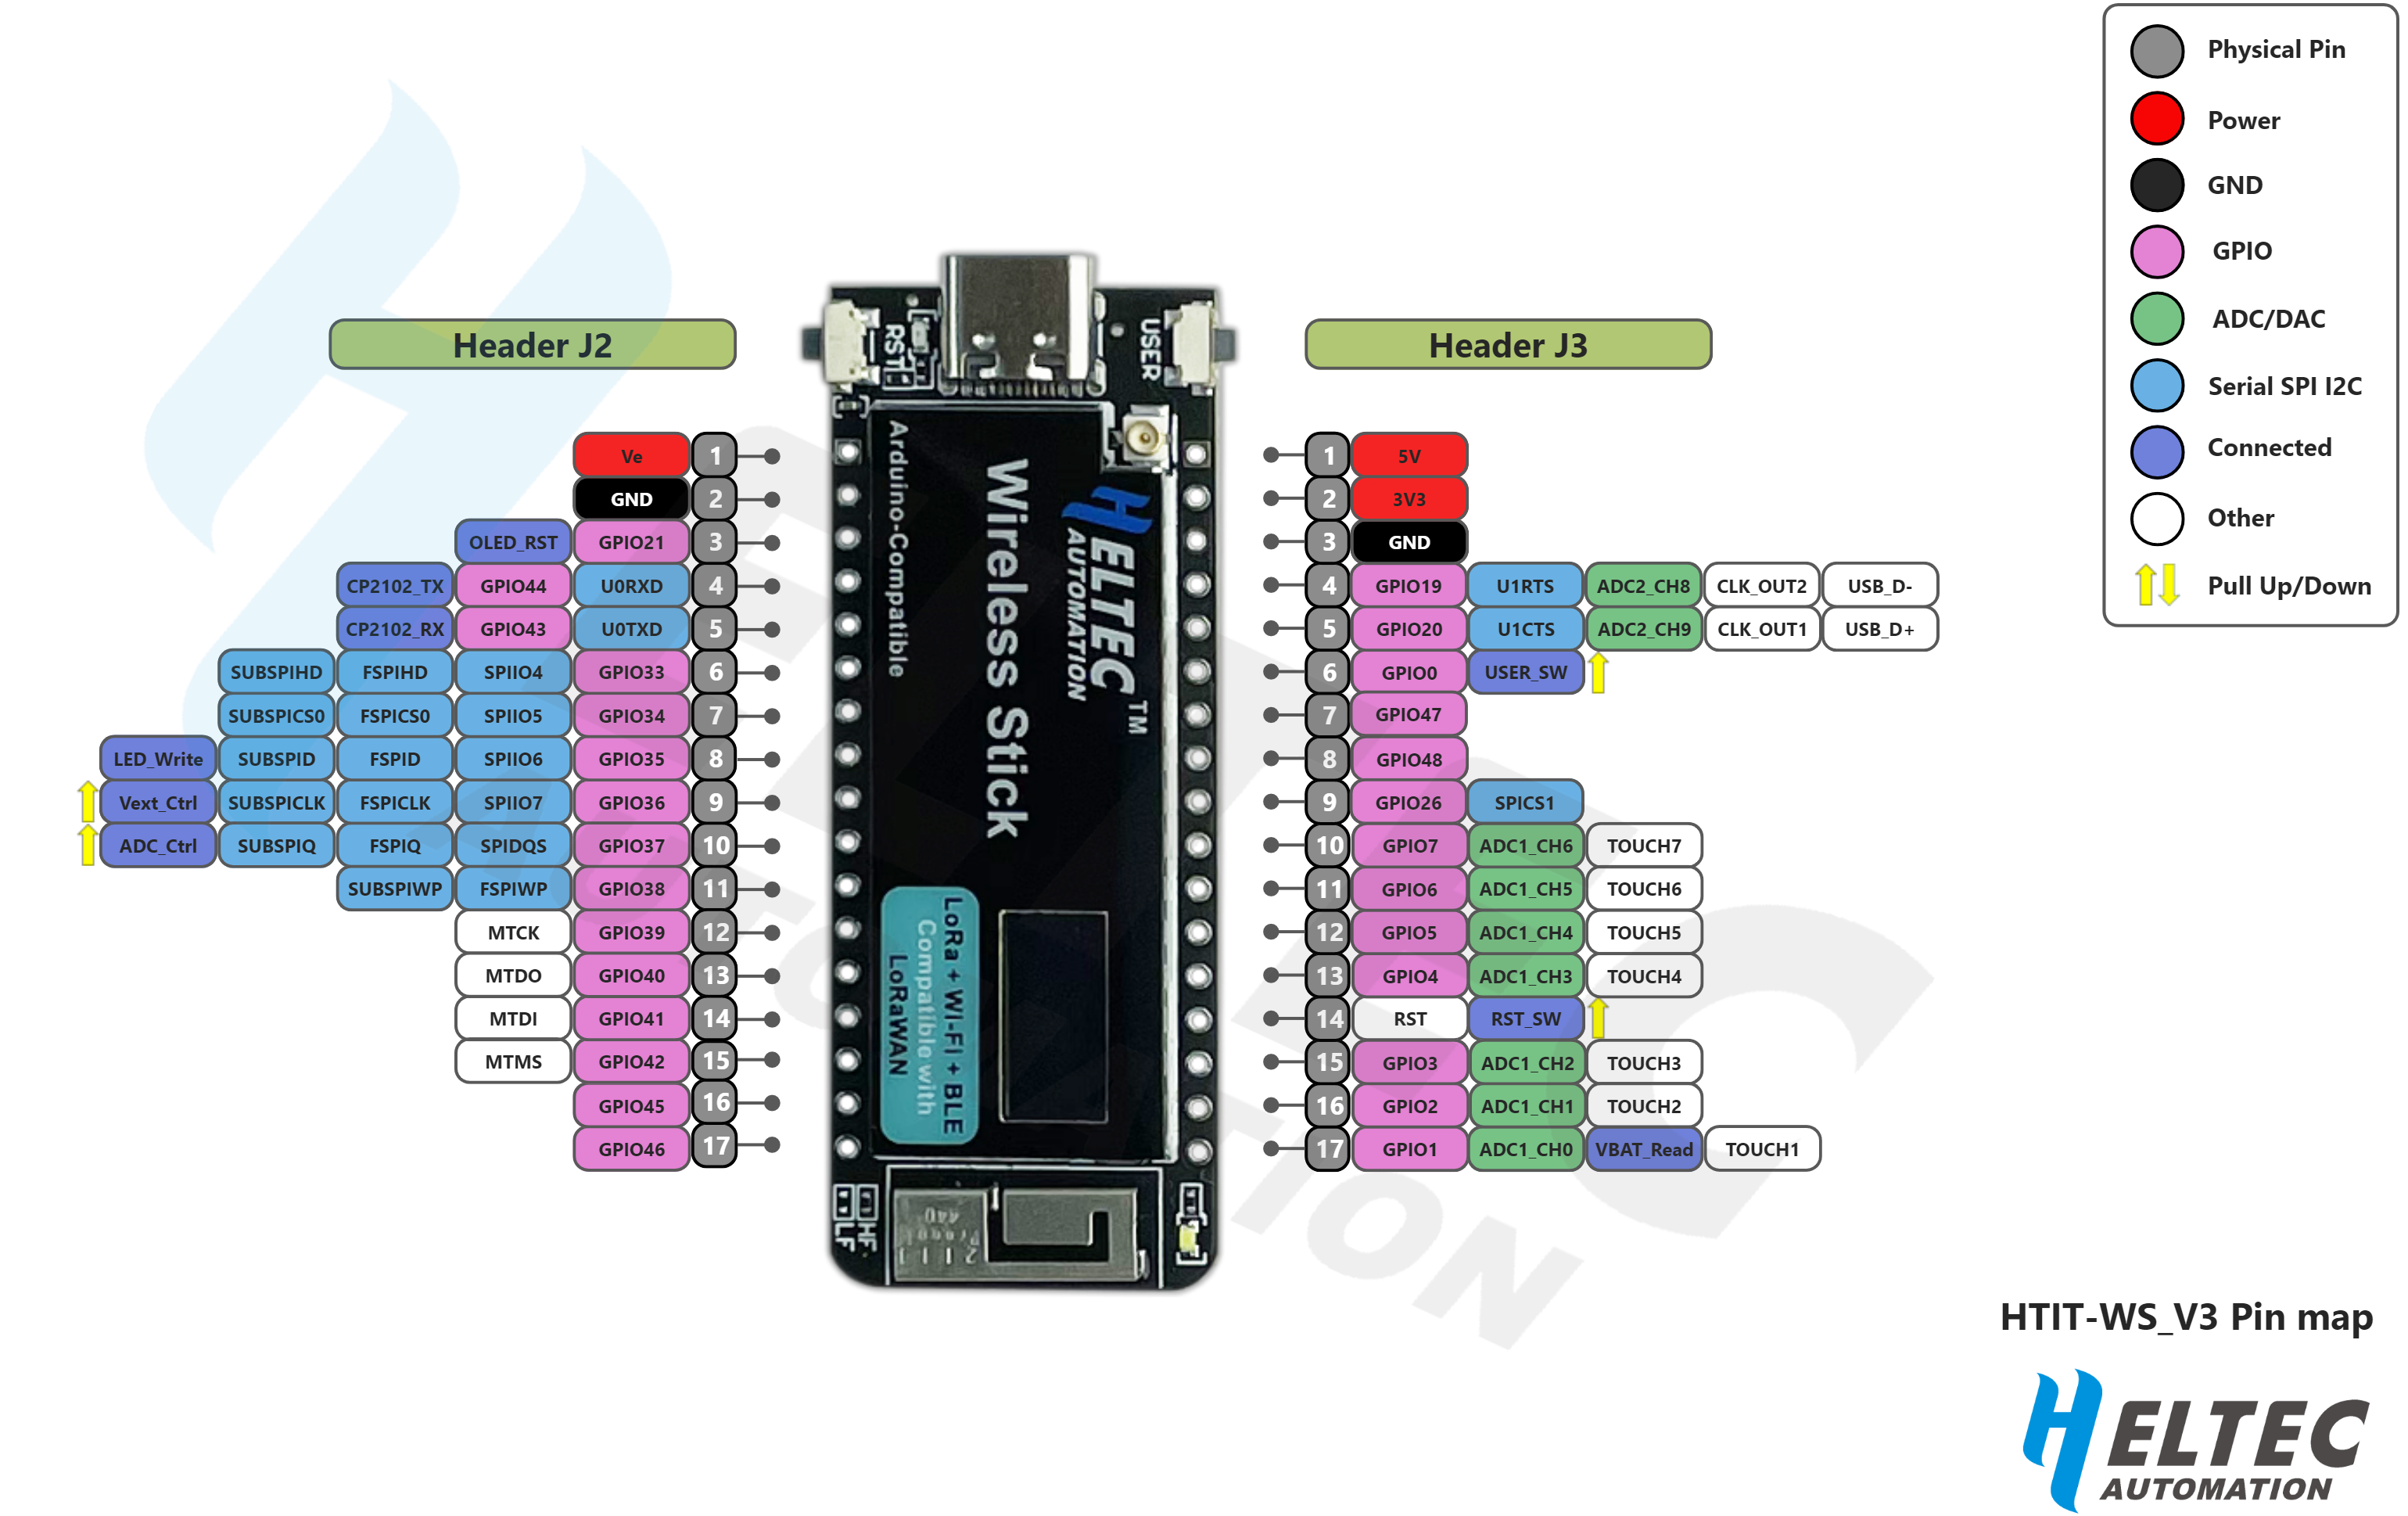 Physical Pin
Power
GND
GPIO
ADC/DAC
Serial SPI I2C
Connected
Other
Pull Up/Down
Header J2
Ve 1
GND 2
OLED_RST GPIO21 3
CP2102_TX GPIO44 U0RXD 4
CP2102_RX GPIO43 U0TXD 5
SUBSPIHD FSPIHD SPIIO4 GPIO33 6
SUBSPICS0 FSPICS0 SPIIO5 GPIO34 7
LED_Write SUBSPID FSPID SPIIO6 GPIO35 8
Vext_Ctrl SUBSPICLK FSPICLK SPIIO7 GPIO36 9
ADC_Ctrl SUBSPIQ FSPIQ SPIDQS GPIO37 10
SUBSPIWP FSPIWP GPIO38 11
MTCK GPIO39 12
MTDO GPIO40 13
MTDI GPIO41 14
MTMS GPIO42 15
GPIO45 16
GPIO46 17
RST
USER
Arduino-Compatible
Wireless Stick
HELTEC™
AUTOMATION
LoRa + Wi-Fi + BLE
Compatible with
LoRaWAN
LF
HF
Header J3
1 5V
2 3V3
3 GND
4 GPIO19 U1RTS ADC2_CH8 CLK_OUT2 USB_D-
5 GPIO20 U1CTS ADC2_CH9 CLK_OUT1 USB_D+
6 GPIO0 USER_SW
7 GPIO47
8 GPIO48
9 GPIO26 SPICS1
10 GPIO7 ADC1_CH6 TOUCH7
11 GPIO6 ADC1_CH5 TOUCH6
12 GPIO5 ADC1_CH4 TOUCH5
13 GPIO4 ADC1_CH3 TOUCH4
14 RST RST_SW
15 GPIO3 ADC1_CH2 TOUCH3
16 GPIO2 ADC1_CH1 TOUCH2
17 GPIO1 ADC1_CH0 VBAT_Read TOUCH1
HELTEC
AUTOMATION
HTIT-WS_V3 Pin map
HELTEC
AUTOMATION